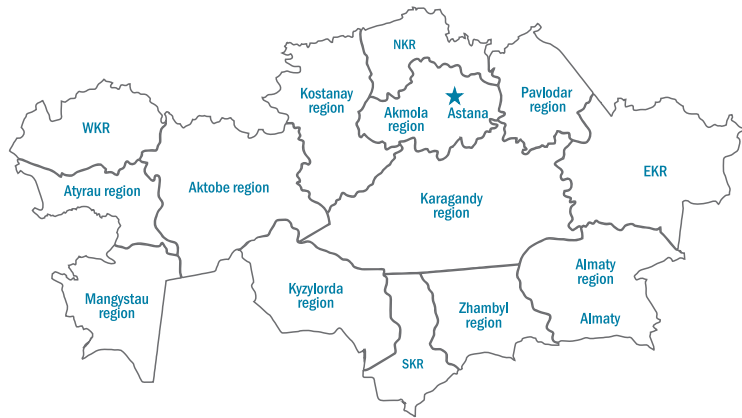 NKR
Kostanay
region
Akmola
region
Astana
Pavlodar
region
WKR
Atyrau region
Aktobe region
Karagandy
region
EKR
Mangystau
region
Kyzylorda
region
SKR
Zhambyl
region
Almaty
region
Almaty